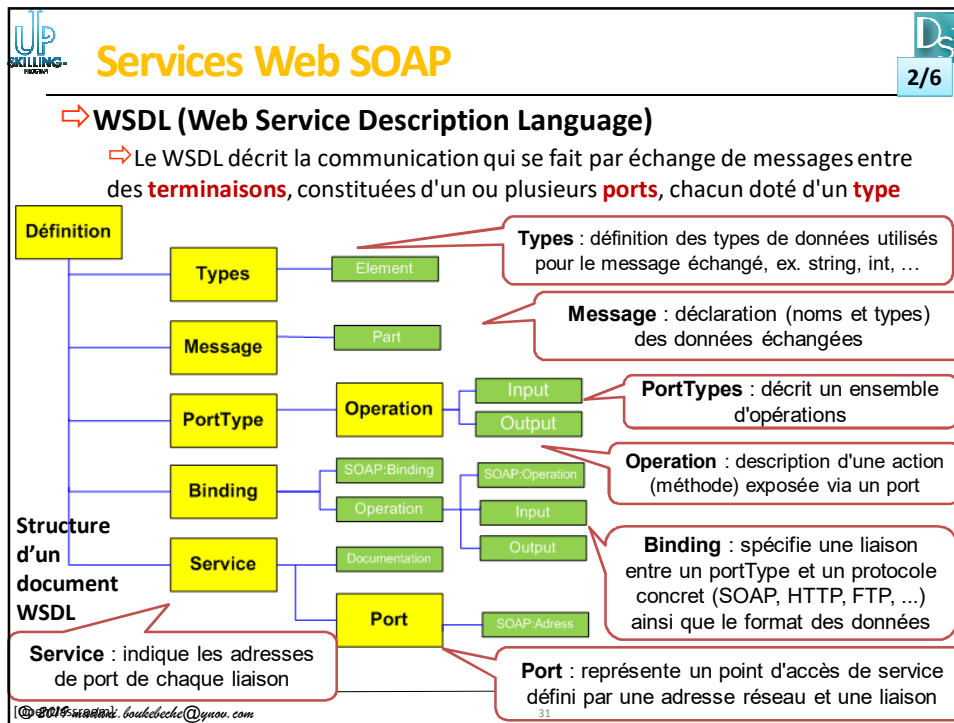 UP
SKILLING-
PROGRAM
Services Web SOAP
DS
2/6
⇨WSDL (Web Service Description Language)
⇨Le WSDL décrit la communication qui se fait par échange de messages entre
des terminaisons, constituées d'un ou plusieurs ports, chacun doté d'un type
Définition
Types
Element
Types : définition des types de données utilisés
pour le message échangé, ex. string, int, …
Message
Part
Message : déclaration (noms et types)
des données échangées
PortType
Operation
Input
Output
PortTypes : décrit un ensemble
d'opérations
Operation : description d'une action
(méthode) exposée via un port
Binding
SOAP:Binding
Operation
SOAP:Operation
Input
Output
Binding : spécifie une liaison
entre un portType et un protocole
concret (SOAP, HTTP, FTP, ...)
ainsi que le format des données
Structure
d'un
document
WSDL
Service
Documentation
Port
SOAP:Adress
Service : indique les adresses
de port de chaque liaison
Port : représente un point d'accès de service
défini par une adresse réseau et une liaison
31